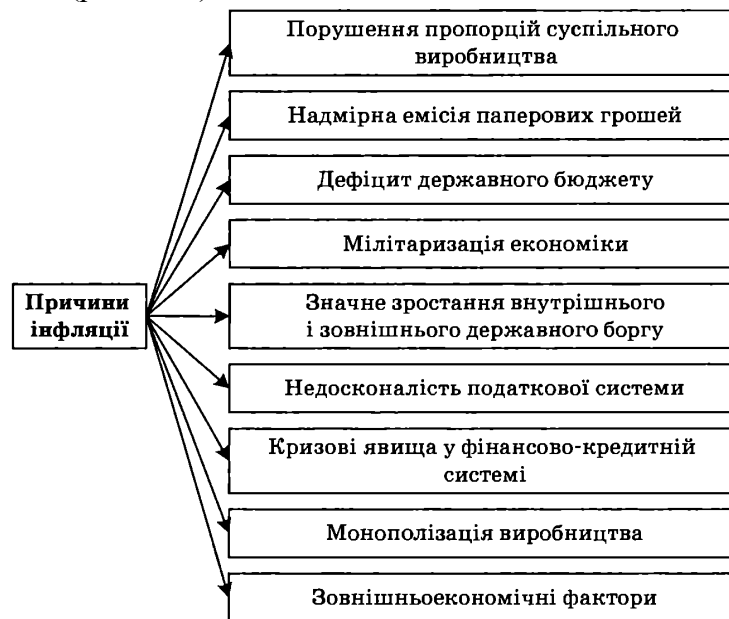 Порушення пропорцій суспільного
виробництва
Надмірна емісія паперових грошей
Дефіцит державного бюджету
Мілітаризація економіки
Причини
інфляції
Значне зростання внутрішнього
і зовнішнього державного боргу
Недосконалість податкової системи
Кризові явища у фінансово-кредитній
системі
Монополізація виробництва
Зовнішньоекономічні фактори